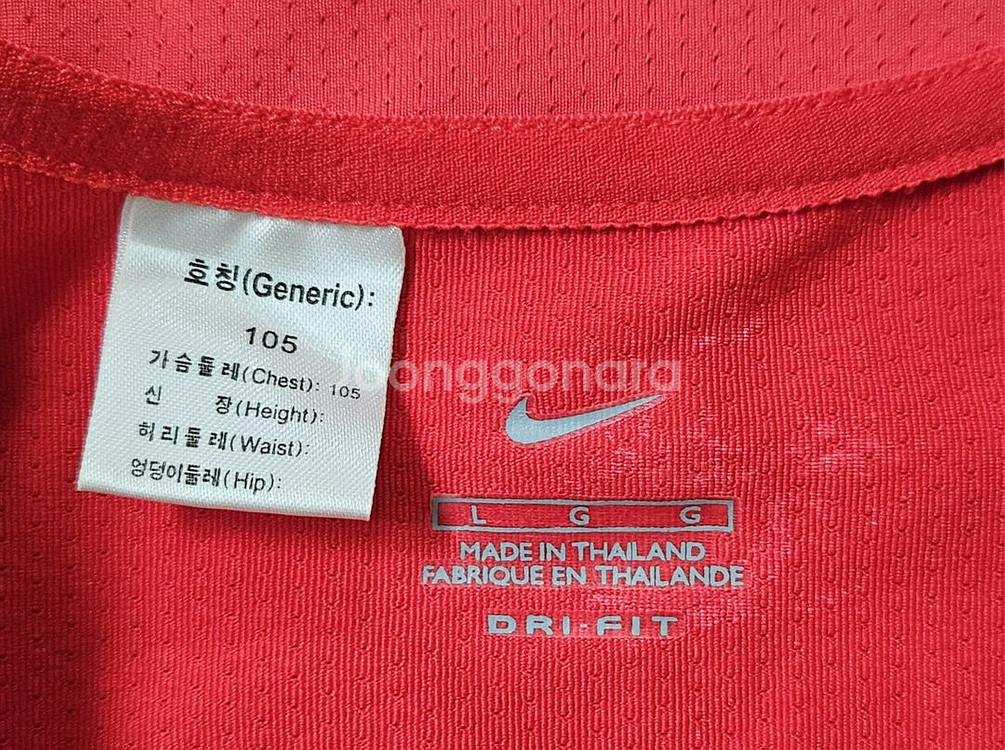 호칭(Generic):
105
가슴둘레(Chest): 105
신 장(Height):
허리둘레(Waist):
엉덩이둘레(Hip):
joonggonara
L G G
MADE IN THAILAND
FABRIQUE EN THAILANDE
DRI-FIT